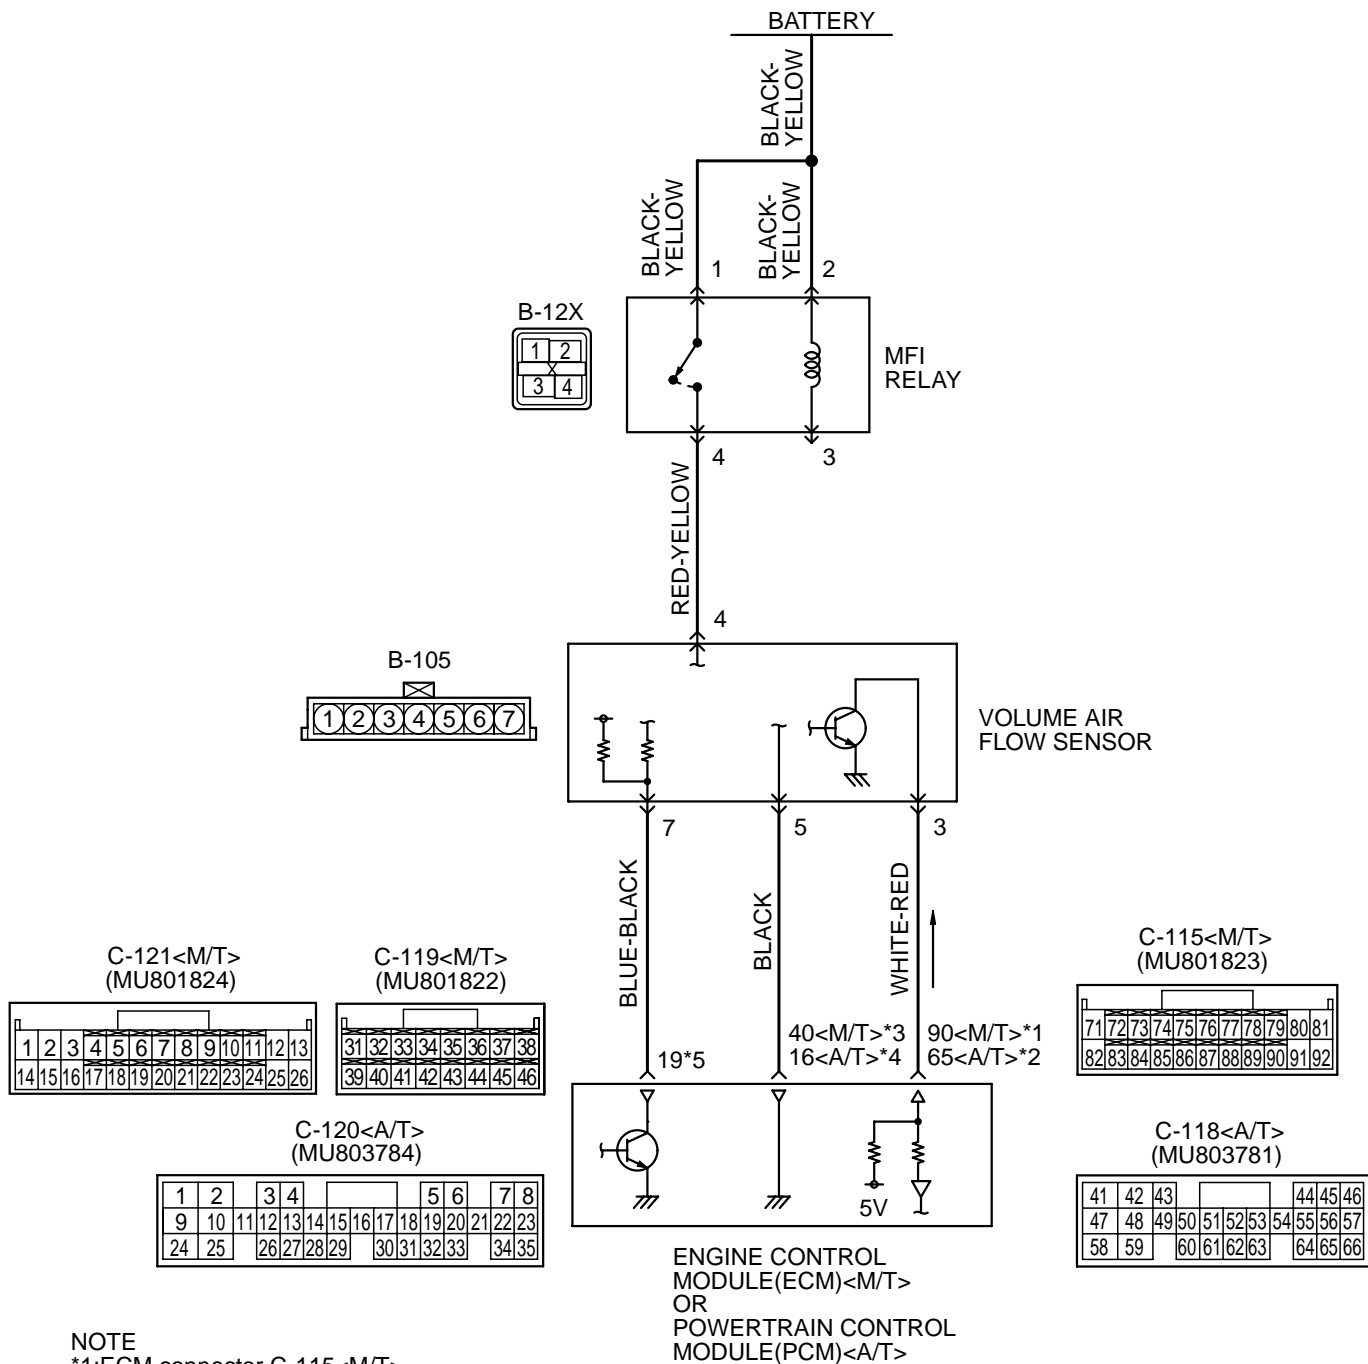 BATTERY
BLACK-
YELLOW
BLACK-
YELLOW
BLACK-
YELLOW
1
2
B-12X
1 2
3 4
MFI
RELAY
4
3
RED-YELLOW
4
B-105
1 2 3 4 5 6 7
VOLUME AIR
FLOW SENSOR
7
5
3
BLUE-BLACK
BLACK
WHITE-RED
C-121<M/T>
(MU801824)
1 2 3 4 5 6 7 8 9 10 11 12 13
14 15 16 17 18 19 20 21 22 23 24 25 26
C-119<M/T>
(MU801822)
31 32 33 34 35 36 37 38
39 40 41 42 43 44 45 46
C-115<M/T>
(MU801823)
71 72 73 74 75 76 77 78 79 80 81
82 83 84 85 86 87 88 89 90 91 92
19*5
40<M/T>*3
16<A/T>*4
90<M/T>*1
65<A/T>*2
5V
C-120<A/T>
(MU803784)
1 2 3 4 5 6 7 8
9 10 11 12 13 14 15 16 17 18 19 20 21 22 23
24 25 26 27 28 29 30 31 32 33 34 35
C-118<A/T>
(MU803781)
41 42 43 44 45 46
47 48 49 50 51 52 53 54 55 56 57
58 59 60 61 62 63 64 65 66
ENGINE CONTROL
MODULE(ECM)<M/T>
OR
POWERTRAIN CONTROL
MODULE(PCM)<A/T>
NOTE
*1:ECM connector C-115<M/T>